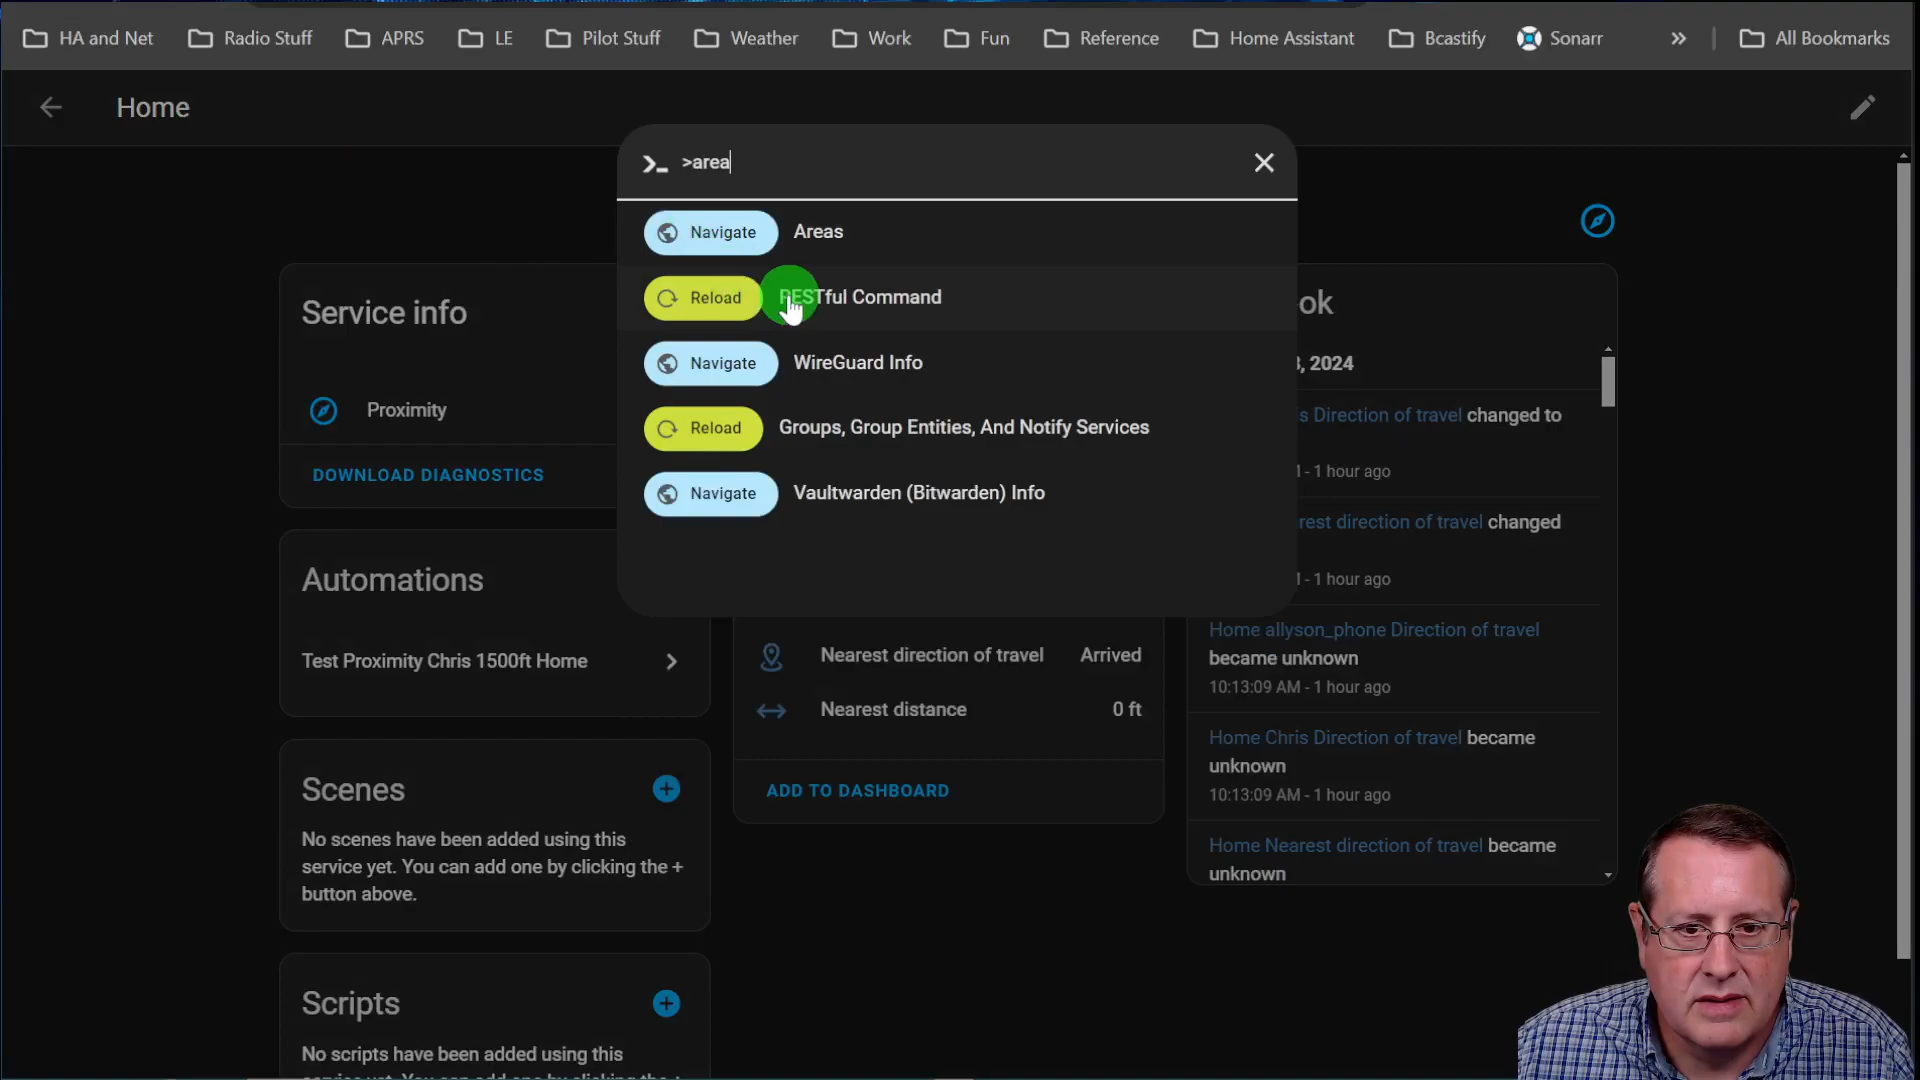 HA and Net
Radio Stuff
APRS
LE
Pilot Stuff
Weather
Work
Fun
Reference
Home Assistant
Bcastify
Sonarr
»
All Bookmarks
Home
>area
Navigate Areas
Reload RESTful Command
Navigate WireGuard Info
Reload Groups, Group Entities, And Notify Services
Navigate Vaultwarden (Bitwarden) Info
Service info
Proximity
DOWNLOAD DIAGNOSTICS
Automations
Test Proximity Chris 1500ft Home
Scenes
No scenes have been added using this
service yet. You can add one by clicking the +
button above.
Scripts
No scripts have been added using this
Nearest direction of travel Arrived
Nearest distance 0 ft
ADD TO DASHBOARD
ok
3, 2024
s Direction of travel changed to
- 1 hour ago
rest direction of travel changed
- 1 hour ago
Home allyson_phone Direction of travel
became unknown
10:13:09 AM - 1 hour ago
Home Chris Direction of travel became
unknown
10:13:09 AM - 1 hour ago
Home Nearest direction of travel became
unknown